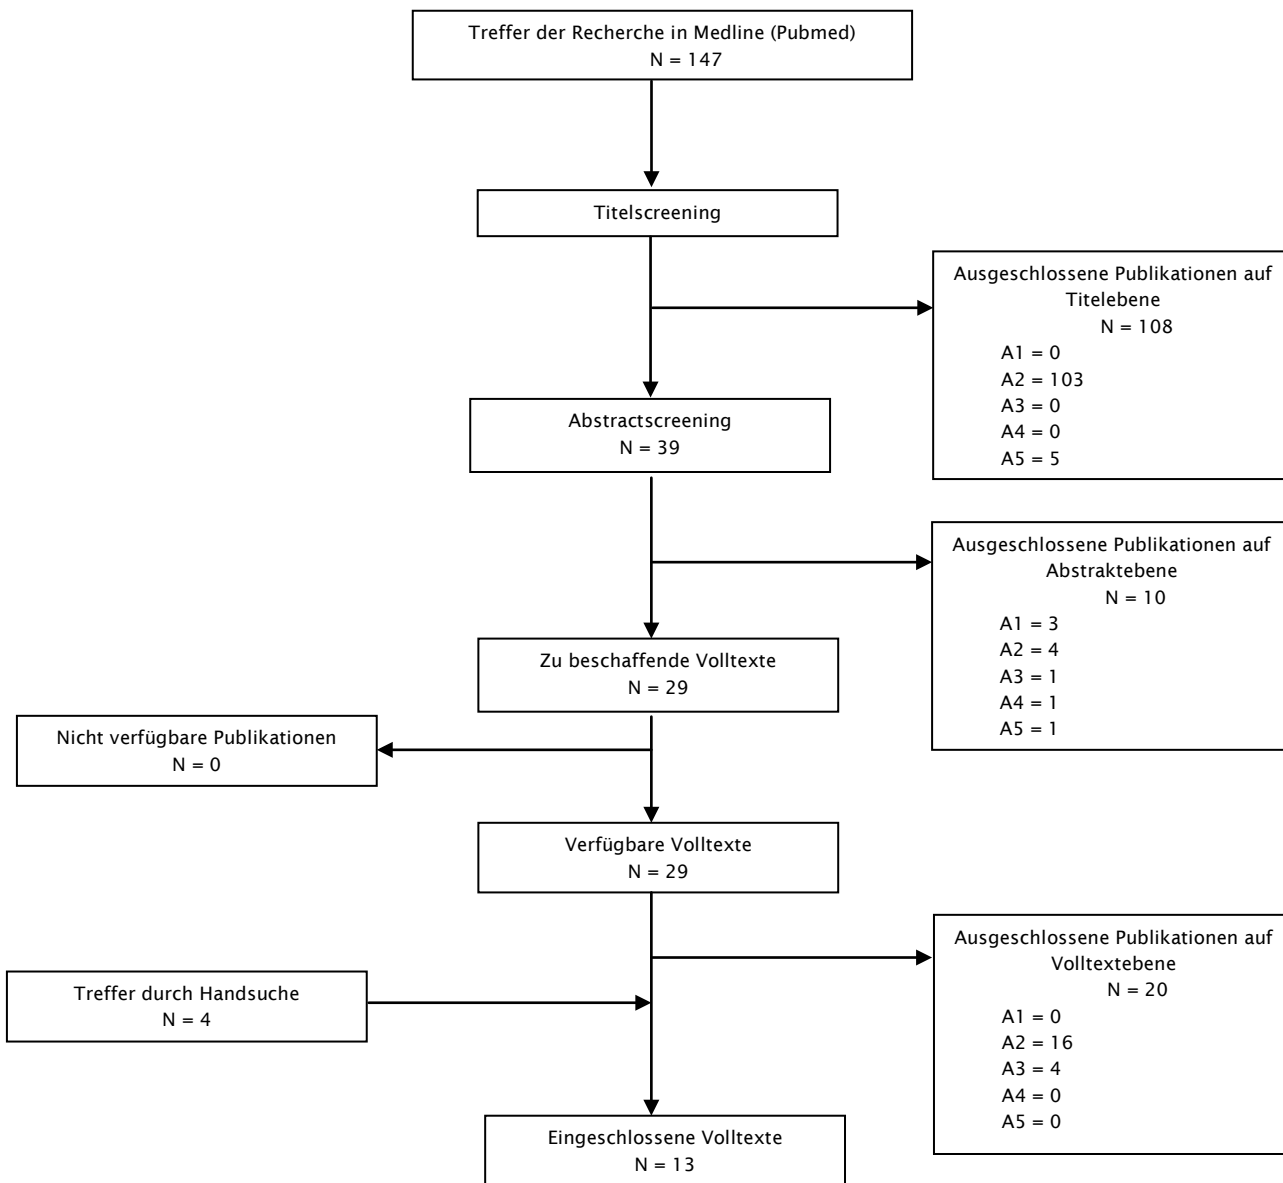 Treffer der Recherche in Medline (Pubmed)
N = 147
Titelscreening
Ausgeschlossene Publikationen auf
Titelebene
N = 108
A1 = 0
A2 = 103
A3 = 0
A4 = 0
A5 = 5
Abstractscreening
N = 39
Ausgeschlossene Publikationen auf
Abstraktebene
N = 10
A1 = 3
A2 = 4
A3 = 1
A4 = 1
A5 = 1
Zu beschaffende Volltexte
N = 29
Nicht verfügbare Publikationen
N = 0
Verfügbare Volltexte
N = 29
Ausgeschlossene Publikationen auf
Volltextebene
N = 20
A1 = 0
A2 = 16
A3 = 4
A4 = 0
A5 = 0
Treffer durch Handsuche
N = 4
Eingeschlossene Volltexte
N = 13